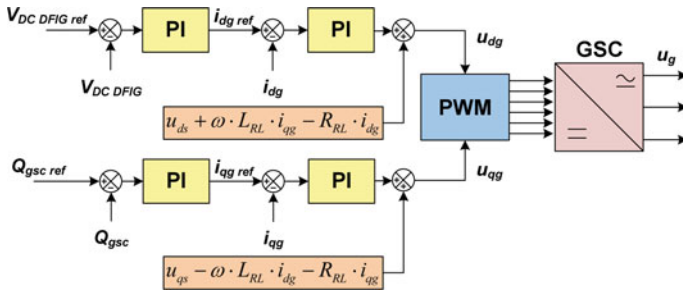 V_DC DFIG ref
PI
i_dg ref
PI
u_dg
GSC
u_g
V_DC DFIG
i_dg
u_ds + ω · L_RL · i_qg − R_RL · i_dg
PWM
Q_gsc ref
PI
i_qg ref
PI
u_qg
Q_gsc
i_qg
u_qs − ω · L_RL · i_dg − R_RL · i_qg